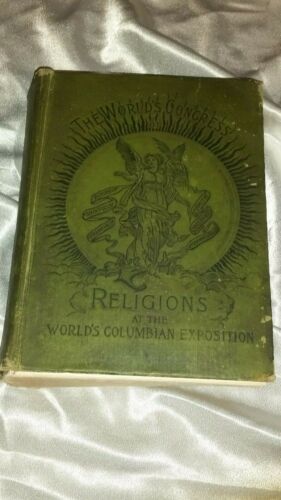 THE WORLD'S CONGRESS
RELIGIONS
AT THE
WORLD'S COLUMBIAN EXPOSITION